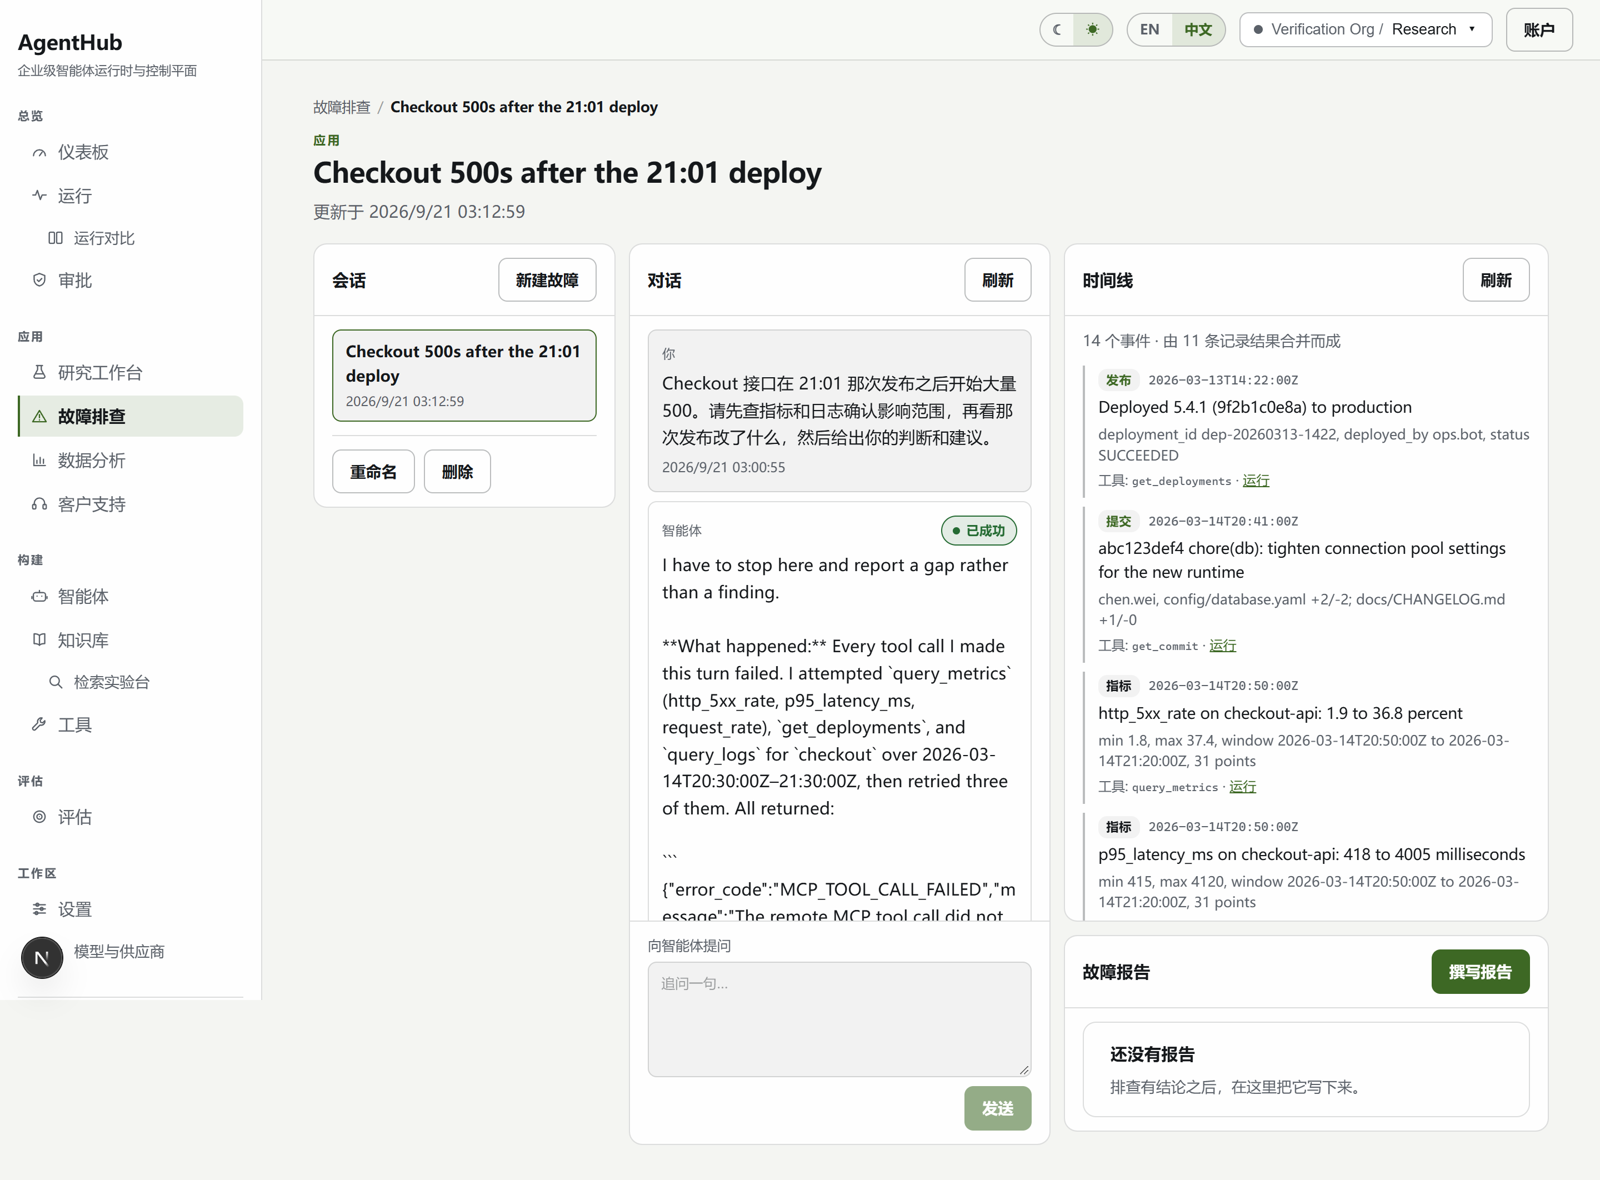 AgentHub
企业级智能体运行时与控制平面
总览
仪表板
运行
运行对比
审批
应用
研究工作台
故障排查
数据分析
客户支持
构建
智能体
知识库
检索实验台
工具
评估
评估
工作区
设置
N
模型与供应商
EN
中文
Verification Org / Research
账户
故障排查 / Checkout 500s after the 21:01 deploy
应用
Checkout 500s after the 21:01 deploy
更新于 2026/9/21 03:12:59
会话
新建故障
Checkout 500s after the 21:01
deploy
2026/9/21 03:12:59
重命名
删除
对话
刷新
你
Checkout 接口在 21:01 那次发布之后开始大量
500。请先查指标和日志确认影响范围，再看那
次发布改了什么，然后给出你的判断和建议。
2026/9/21 03:00:55
智能体
已成功
I have to stop here and report a gap rather
than a finding.
**What happened:** Every tool call I made
this turn failed. I attempted `query_metrics`
(http_5xx_rate, p95_latency_ms,
request_rate), `get_deployments`, and
`query_logs` for `checkout` over 2026-03-
14T20:30:00Z–21:30:00Z, then retried three
of them. All returned:
```
{"error_code":"MCP_TOOL_CALL_FAILED","m
essage":"The remote MCP tool call did not
向智能体提问
追问一句...
发送
时间线
刷新
14 个事件 · 由 11 条记录结果合并而成
发布 2026-03-13T14:22:00Z
Deployed 5.4.1 (9f2b1c0e8a) to production
deployment_id dep-20260313-1422, deployed_by ops.bot, status
SUCCEEDED
工具: get_deployments · 运行
提交 2026-03-14T20:41:00Z
abc123def4 chore(db): tighten connection pool settings
for the new runtime
chen.wei, config/database.yaml +2/-2; docs/CHANGELOG.md
+1/-0
工具: get_commit · 运行
指标 2026-03-14T20:50:00Z
http_5xx_rate on checkout-api: 1.9 to 36.8 percent
min 1.8, max 37.4, window 2026-03-14T20:50:00Z to 2026-03-
14T21:20:00Z, 31 points
工具: query_metrics · 运行
指标 2026-03-14T20:50:00Z
p95_latency_ms on checkout-api: 418 to 4005 milliseconds
min 415, max 4120, window 2026-03-14T20:50:00Z to 2026-03-
14T21:20:00Z, 31 points
故障报告
撰写报告
还没有报告
排查有结论之后，在这里把它写下来。